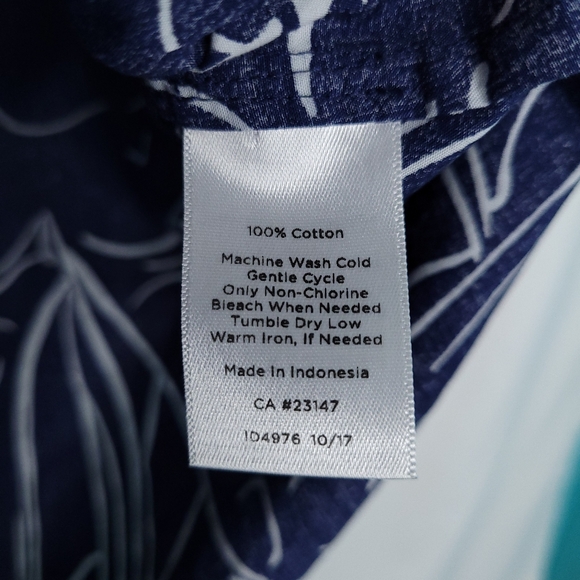 100% Cotton
Machine Wash Cold
Gentle Cycle
Only Non-Chlorine
Bleach When Needed
Tumble Dry Low
Warm Iron, If Needed
Made In Indonesia
CA #23147
ID4976 10/17